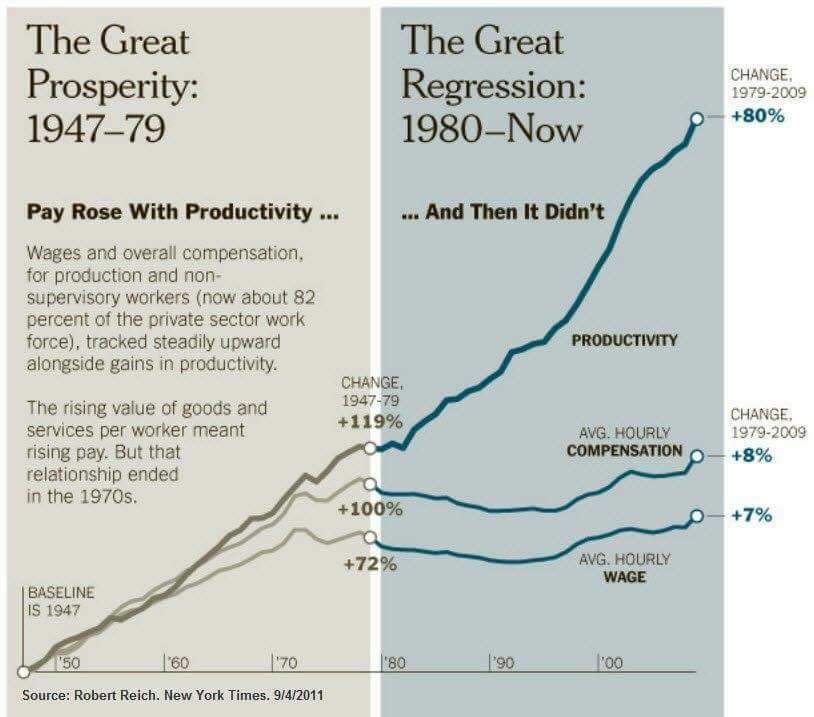 The Great
Prosperity:
1947–79
Pay Rose With Productivity ...
Wages and overall compensation,
for production and non-
supervisory workers (now about 82
percent of the private sector work
force), tracked steadily upward
alongside gains in productivity.
The rising value of goods and
services per worker meant
rising pay. But that
relationship ended
in the 1970s.
CHANGE,
1947-79
+119%
+100%
+72%
BASELINE
IS 1947
The Great
Regression:
1980–Now
... And Then It Didn't
CHANGE,
1979-2009
+80%
PRODUCTIVITY
AVG. HOURLY
COMPENSATION
CHANGE,
1979-2009
+8%
+7%
AVG. HOURLY
WAGE
'50 '60 '70 '80 '90 '00
Source: Robert Reich. New York Times. 9/4/2011